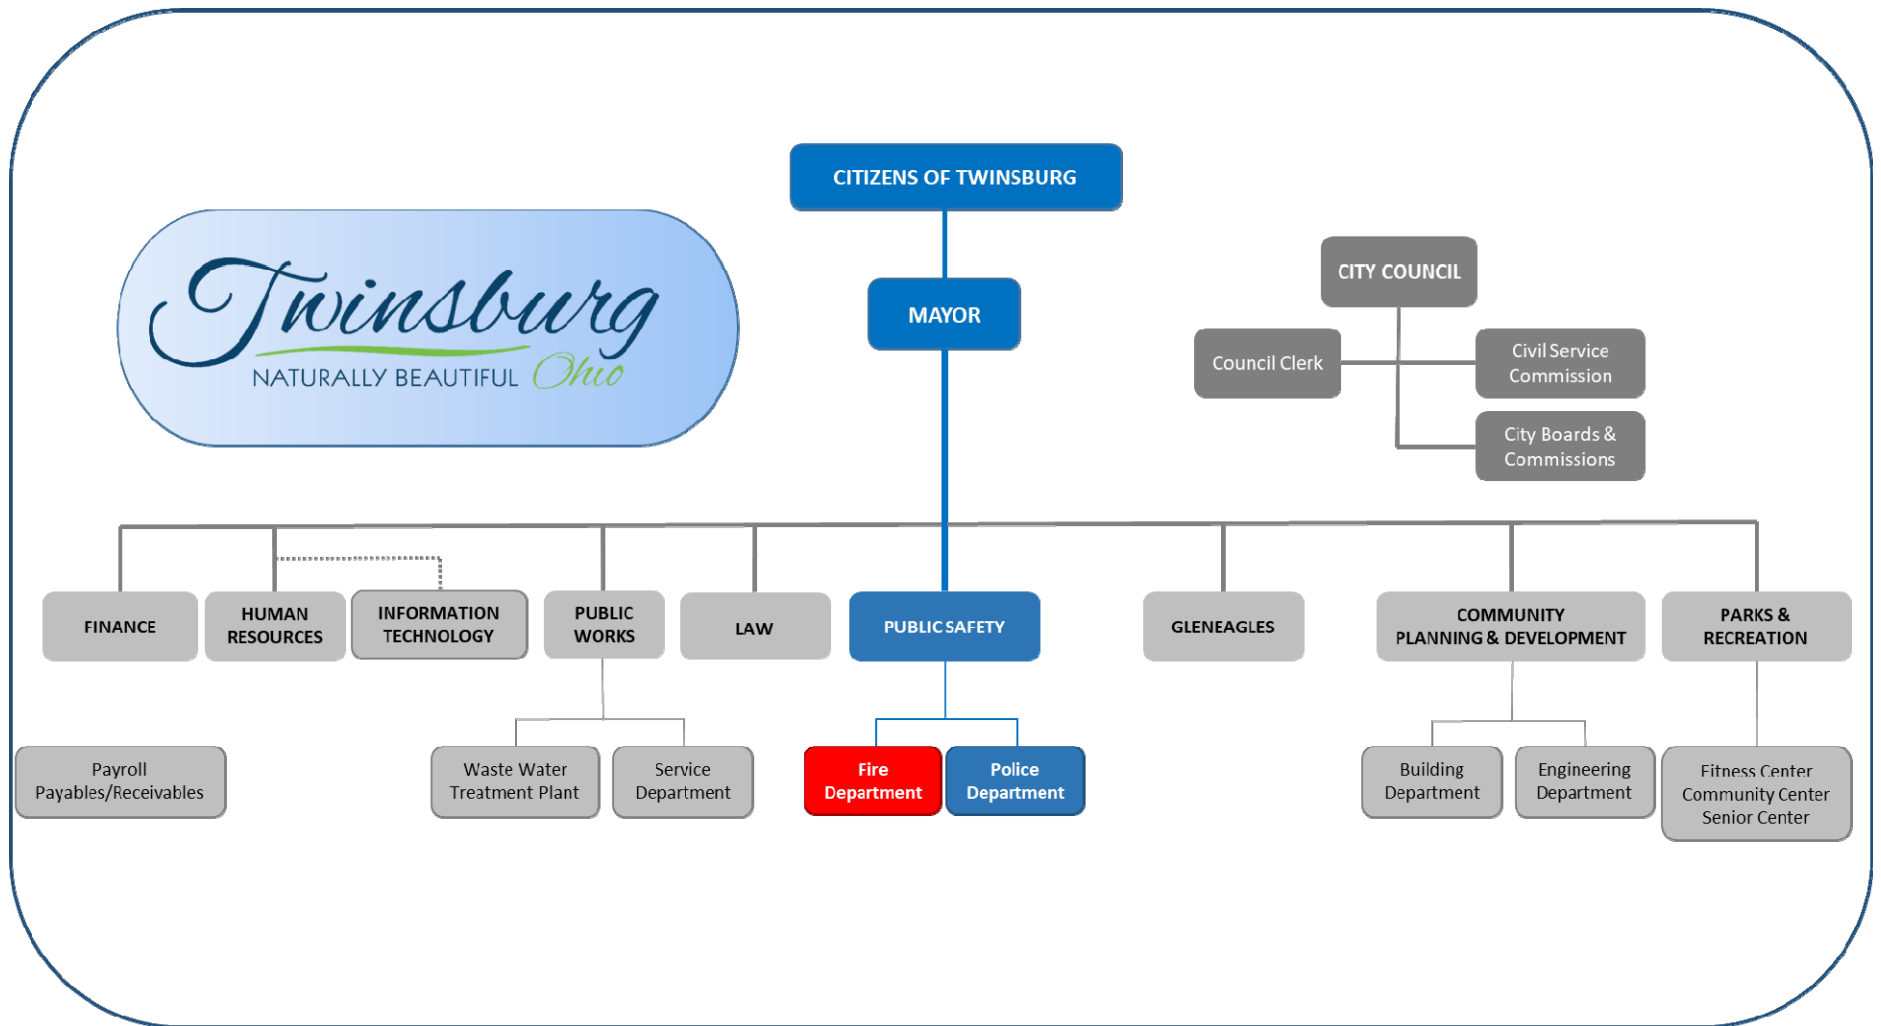 CITIZENS OF TWINSBURG
Twinsburg
NATURALLY BEAUTIFUL Ohio
MAYOR
CITY COUNCIL
Council Clerk
Civil Service
Commission
City Boards &
Commissions
FINANCE
HUMAN
RESOURCES
INFORMATION
TECHNOLOGY
PUBLIC
WORKS
LAW
PUBLIC SAFETY
GLENEAGLES
COMMUNITY
PLANNING & DEVELOPMENT
PARKS &
RECREATION
Payroll
Payables/Receivables
Waste Water
Treatment Plant
Service
Department
Fire
Department
Police
Department
Building
Department
Engineering
Department
Fitness Center
Community Center
Senior Center